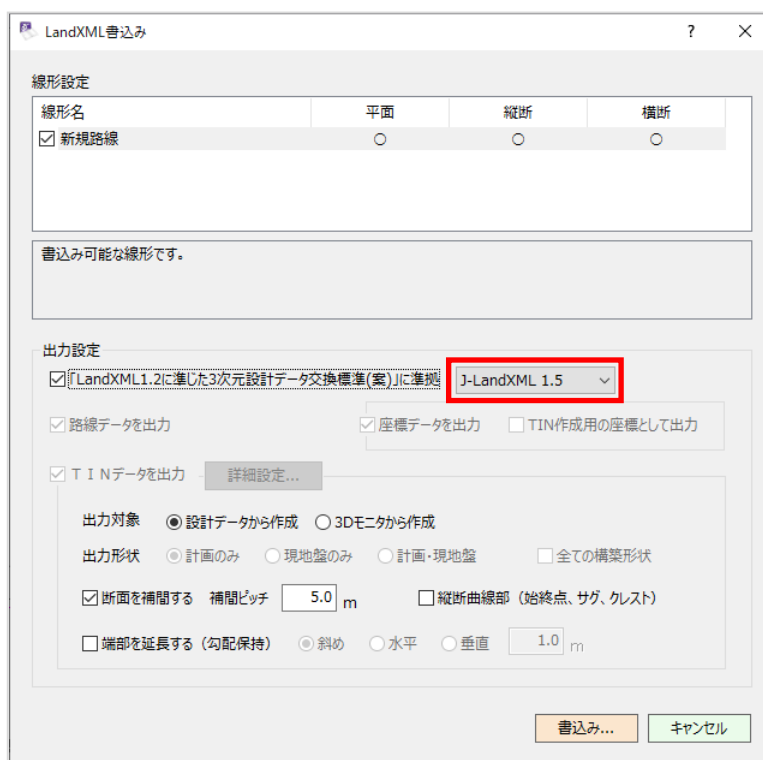 LandXML書込み
線形設定
線形名 平面 縦断 横断
新規路線 ○ ○ ○
書込み可能な線形です。
出力設定
「LandXML1.2に準じた3次元設計データ交換標準(案)」に準拠 J-LandXML 1.5
路線データを出力 座標データを出力 TIN作成用の座標として出力
ＴＩＮデータを出力 詳細設定...
出力対象 設計データから作成 3Dモニタから作成
出力形状 計画のみ 現地盤のみ 計画・現地盤 全ての構築形状
断面を補間する 補間ピッチ 5.0 m 縦断曲線部（始終点、サグ、クレスト）
端部を延長する（勾配保持） 斜め 水平 垂直 1.0 m
書込み... キャンセル